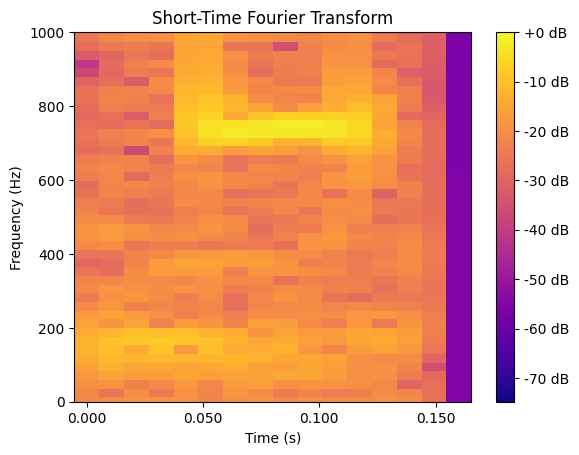 Short-Time Fourier Transform
1000
800
600
400
200
0
Frequency (Hz)
0.000
0.050
0.100
0.150
Time (s)
+0 dB
-10 dB
-20 dB
-30 dB
-40 dB
-50 dB
-60 dB
-70 dB